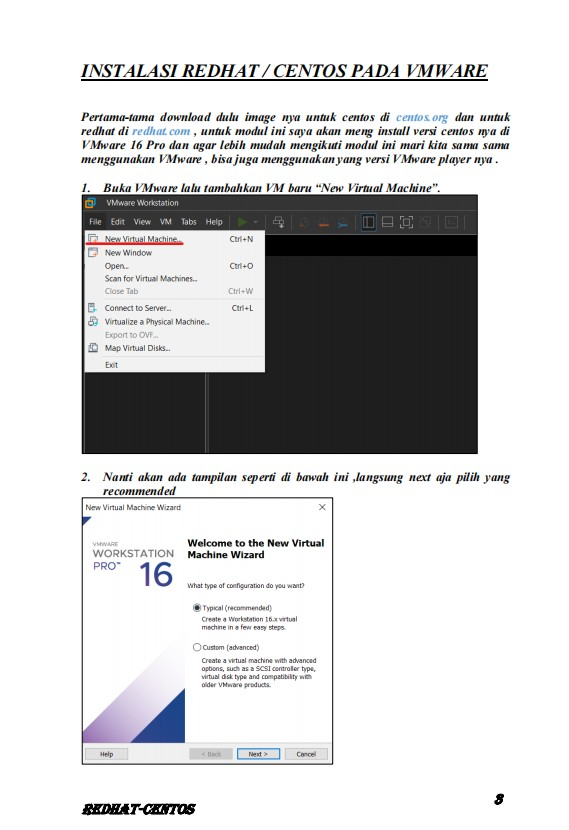 INSTALASI REDHAT / CENTOS PADA VMWARE
Pertama-tama download dulu image nya untuk centos di centos.org dan untuk
redhat di redhat.com , untuk modul ini saya akan meng install versi centos nya di
VMware 16 Pro dan agar lebih mudah mengikuti modul ini mari kita sama sama
menggunakan VMware , bisa juga menggunakan yang versi VMware player nya .
1. Buka VMware lalu tambahkan VM baru “New Virtual Machine”.
VMware Workstation
File Edit View VM Tabs Help
New Virtual Machine... Ctrl+N
New Window
Open... Ctrl+O
Scan for Virtual Machines...
Close Tab Ctrl+W
Connect to Server... Ctrl+L
Virtualize a Physical Machine...
Export to OVF...
Map Virtual Disks...
Exit
2. Nanti akan ada tampilan seperti di bawah ini ,langsung next aja pilih yang
recommended
New Virtual Machine Wizard
VMWARE
WORKSTATION
PRO™ 16
Welcome to the New Virtual
Machine Wizard
What type of configuration do you want?
Typical (recommended)
Create a Workstation 16.x virtual
machine in a few easy steps.
Custom (advanced)
Create a virtual machine with advanced
options, such as a SCSI controller type,
virtual disk type and compatibility with
older VMware products.
Help < Back Next > Cancel
REDHAT-CENTOS 3